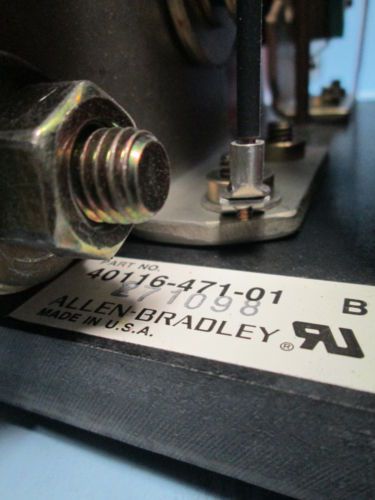 PART NO.
40116-471-01 B
271098
ALLEN-BRADLEY ®
MADE IN U.S.A.